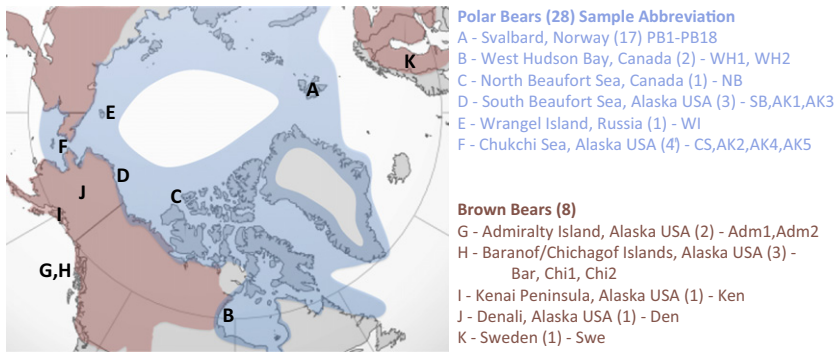 A
K
E
F
D
J
C
I
G,H
B
Polar Bears (28) Sample Abbreviation
A - Svalbard, Norway (17) PB1-PB18
B - West Hudson Bay, Canada (2) - WH1, WH2
C - North Beaufort Sea, Canada (1) - NB
D - South Beaufort Sea, Alaska USA (3) - SB,AK1,AK3
E - Wrangel Island, Russia (1) - WI
F - Chukchi Sea, Alaska USA (4) - CS,AK2,AK4,AK5
Brown Bears (8)
G - Admiralty Island, Alaska USA (2) - Adm1,Adm2
H - Baranof/Chichagof Islands, Alaska USA (3) -
Bar, Chi1, Chi2
I - Kenai Peninsula, Alaska USA (1) - Ken
J - Denali, Alaska USA (1) - Den
K - Sweden (1) - Swe